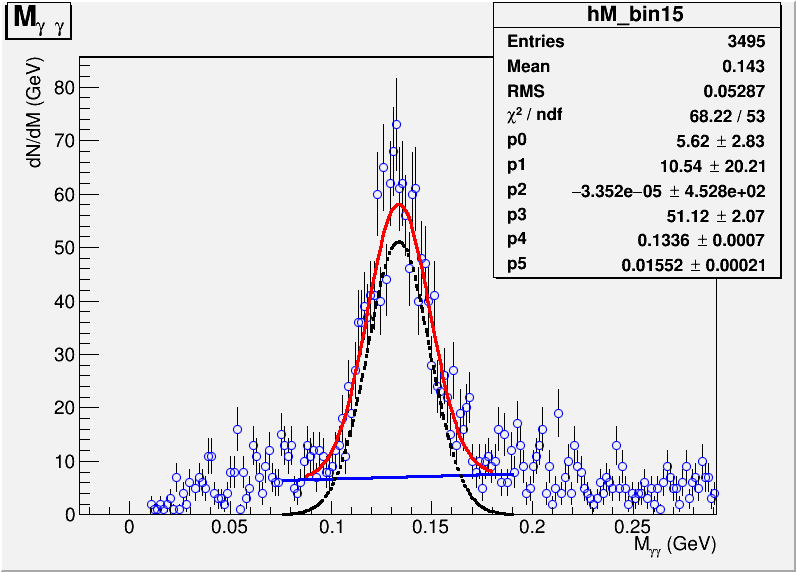 M γ γ
hM_bin15
Entries 3495
Mean 0.143
RMS 0.05287
χ² / ndf 68.22 / 53
p0 5.62 ± 2.83
p1 10.54 ± 20.21
p2 −3.352e−05 ± 4.528e+02
p3 51.12 ± 2.07
p4 0.1336 ± 0.0007
p5 0.01552 ± 0.00021
dN/dM (GeV)
80
70
60
50
40
30
20
10
0
0 0.05 0.1 0.15 0.2 0.25
Mγγ (GeV)